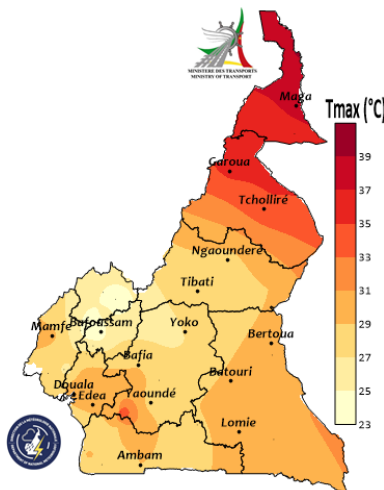 MINISTERE DES TRANSPORTS
MINISTRY OF TRANSPORT
Tmax (°C)
Maga
39
Garoua
37
Tcholliré
35
33
Ngaoundere
31
Tibati
29
Mamfe
Bafoussam
Yoko
Bertoua
27
Bafia
Batouri
25
Douala
Edea
Yaoundé
23
Lomie
Ambam